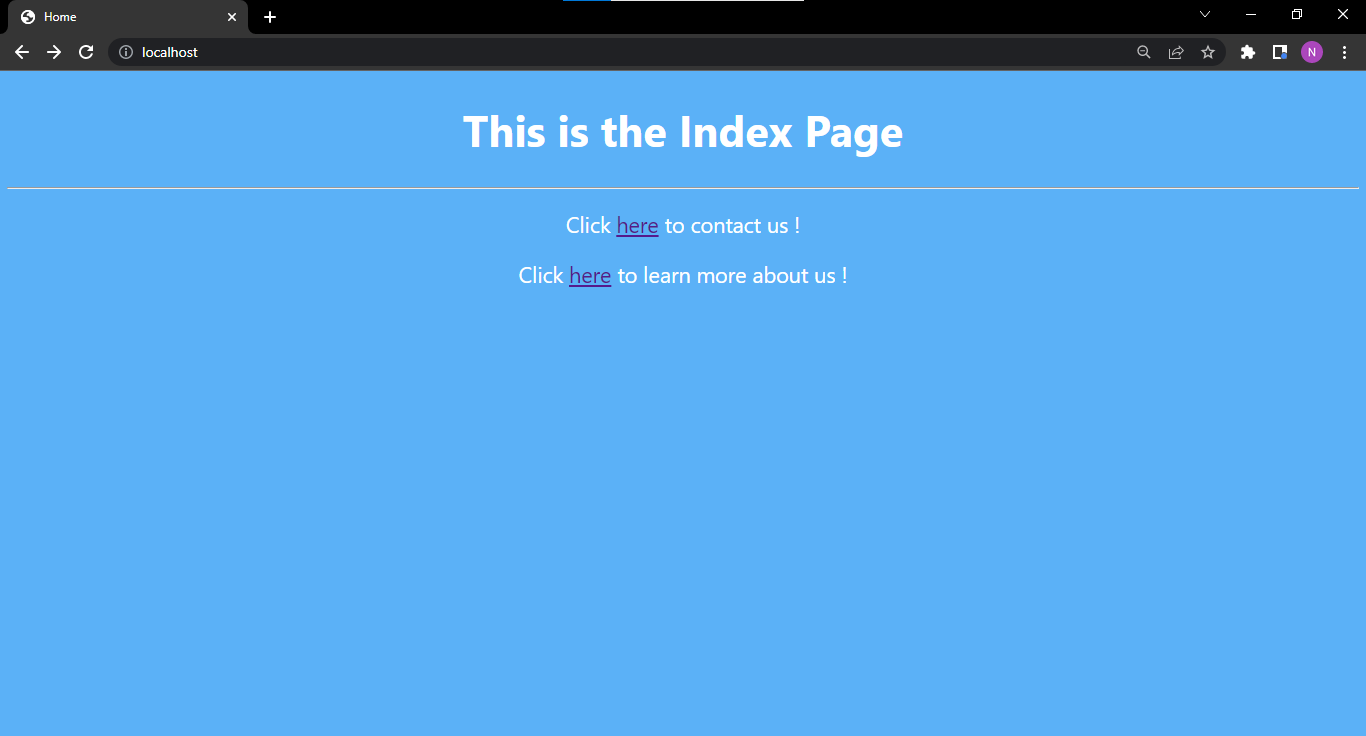 Home
localhost
N
This is the Index Page
Click here to contact us !
Click here to learn more about us !